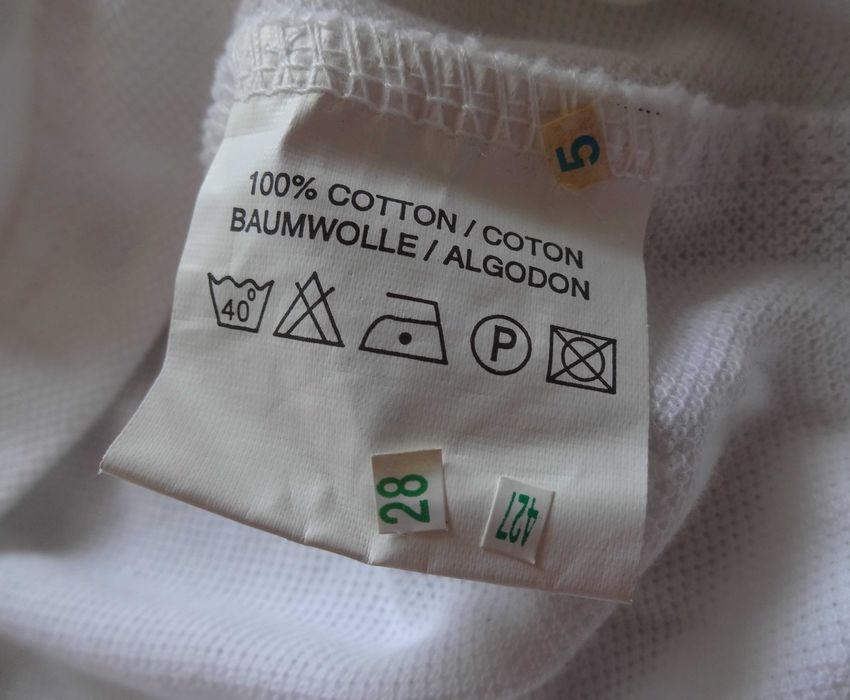 5
100% COTTON / COTON
BAUMWOLLE / ALGODON
40°
P
28
427